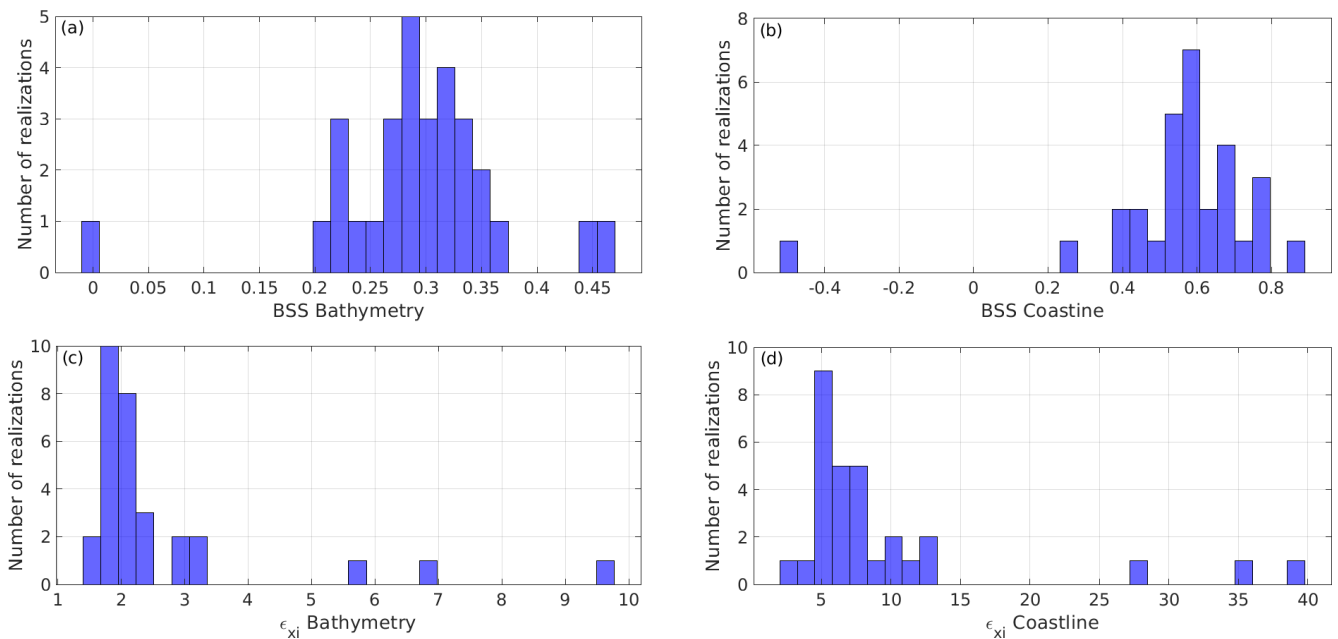 (a)
Number of realizations
5
4
3
2
1
0
0 0.05 0.1 0.15 0.2 0.25 0.3 0.35 0.4 0.45
BSS Bathymetry
(b)
Number of realizations
8
6
4
2
0
-0.4 -0.2 0 0.2 0.4 0.6 0.8
BSS Coastine
(c)
Number of realizations
10
8
6
4
2
0
1 2 3 4 5 6 7 8 9 10
ϵxi Bathymetry
(d)
Number of realizations
10
8
6
4
2
0
5 10 15 20 25 30 35 40
ϵxi Coastline